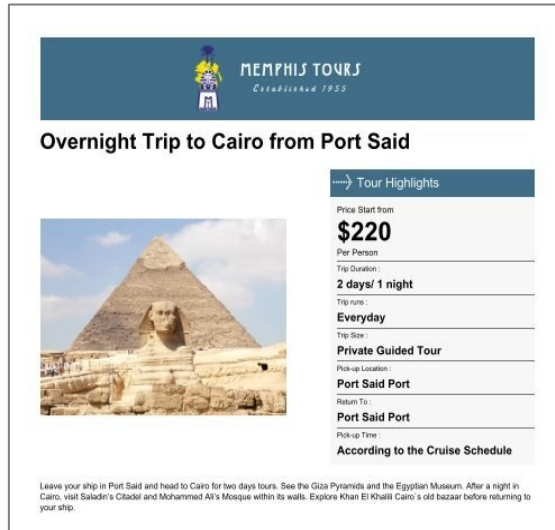 MEMPHIS TOURS
Established 1955
Overnight Trip to Cairo from Port Said
Tour Highlights
Price Start from
$220
Per Person
Trip Duration :
2 days/ 1 night
Trip runs :
Everyday
Trip Size :
Private Guided Tour
Pick-up Location :
Port Said Port
Return To :
Port Said Port
Pick-up Time :
According to the Cruise Schedule
Leave your ship in Port Said and head to Cairo for two days tours. See the Giza Pyramids and the Egyptian Museum. After a night in
Cairo, visit Saladin's Citadel and Mohammed Ali's Mosque within its walls. Explore Khan El Khalili Cairo`s old bazaar before returning to
your ship.